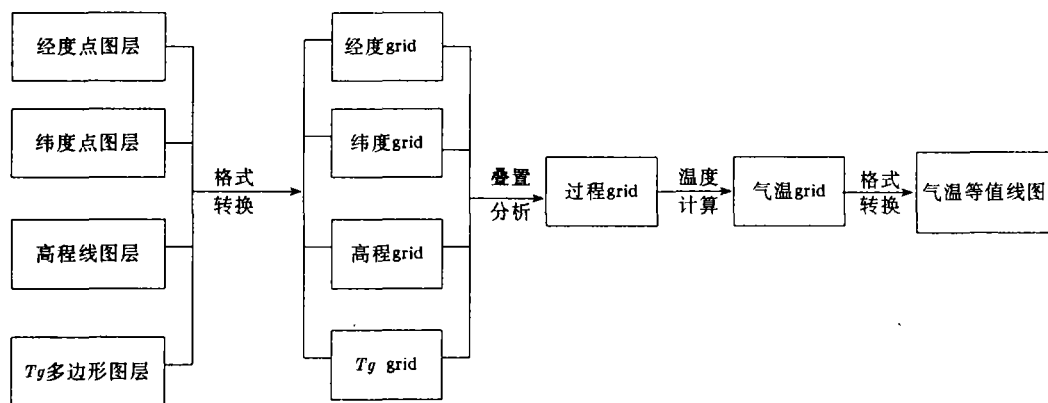 经度点图层
纬度点图层
高程线图层
Tg多边形图层
格式
转换
经度grid
纬度grid
高程grid
Tg grid
叠置
分析
过程grid
温度
计算
气温grid
格式
转换
气温等值线图